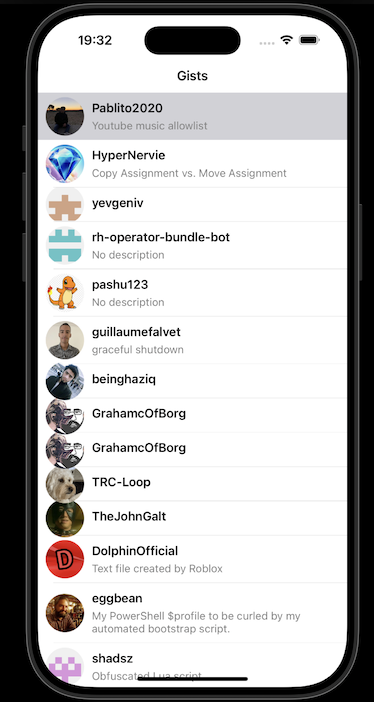 19:32
Gists
Pablito2020
Youtube music allowlist
HyperNervie
Copy Assignment vs. Move Assignment
yevgeniv
rh-operator-bundle-bot
No description
pashu123
No description
guillaumefalvet
graceful shutdown
beinghaziq
GrahamcOfBorg
GrahamcOfBorg
TRC-Loop
TheJohnGalt
DolphinOfficial
Text file created by Roblox
eggbean
My PowerShell $profile to be curled by my
automated bootstrap script.
shadsz
Obfuscated Lua script